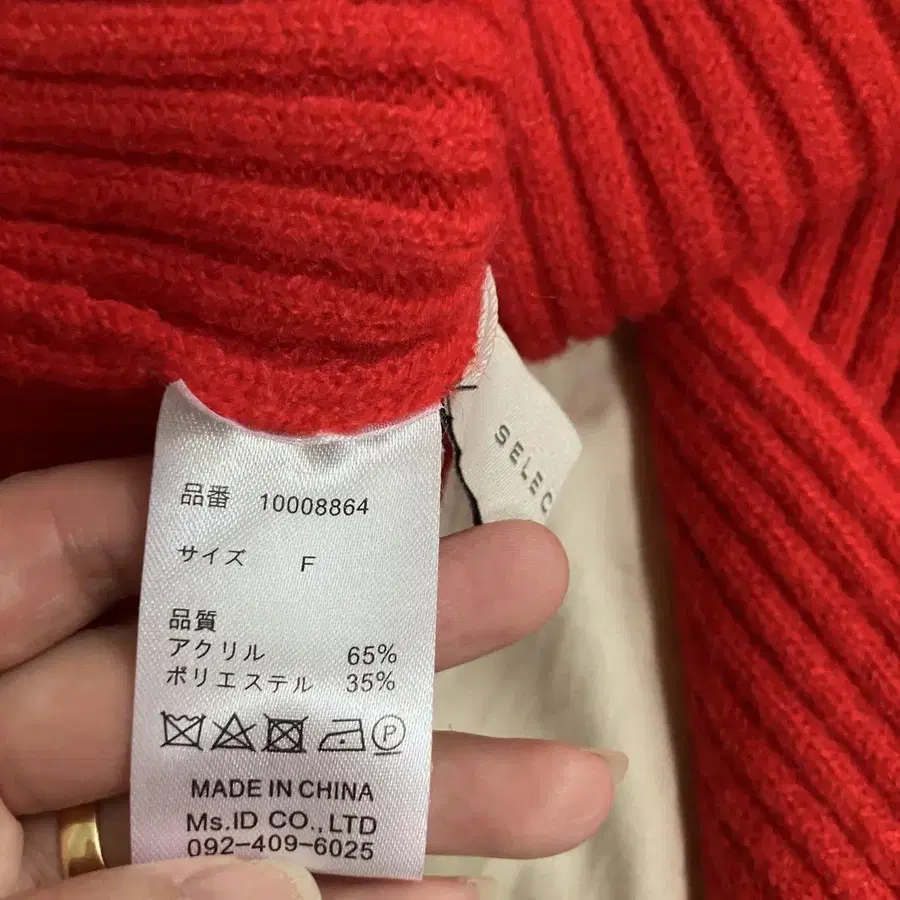 品番 10008864
サイズ F
品質
アクリル 65%
ポリエステル 35%
P
MADE IN CHINA
Ms.ID CO.,LTD
092-409-6025
SELEC